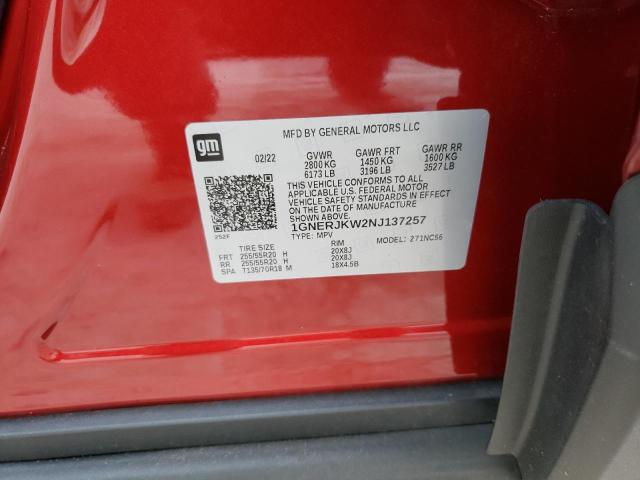 gm
MFD BY GENERAL MOTORS LLC
02/22 GVWR GAWR FRT GAWR RR
2800 KG 1450 KG 1600 KG
6173 LB 3196 LB 3527 LB
THIS VEHICLE CONFORMS TO ALL
APPLICABLE U.S. FEDERAL MOTOR
VEHICLE SAFETY STANDARDS IN EFFECT
ON THE DATE OF MANUFACTURE
SHOWN ABOVE.
1GNERJKW2NJ137257
TYPE: MPV MODEL: 271NC56
252F
TIRE SIZE RIM
FRT 255/55R20 H 20X8J
RR 255/55R20 H 20X8J
SPA T135/70R18 M 18X4.5B